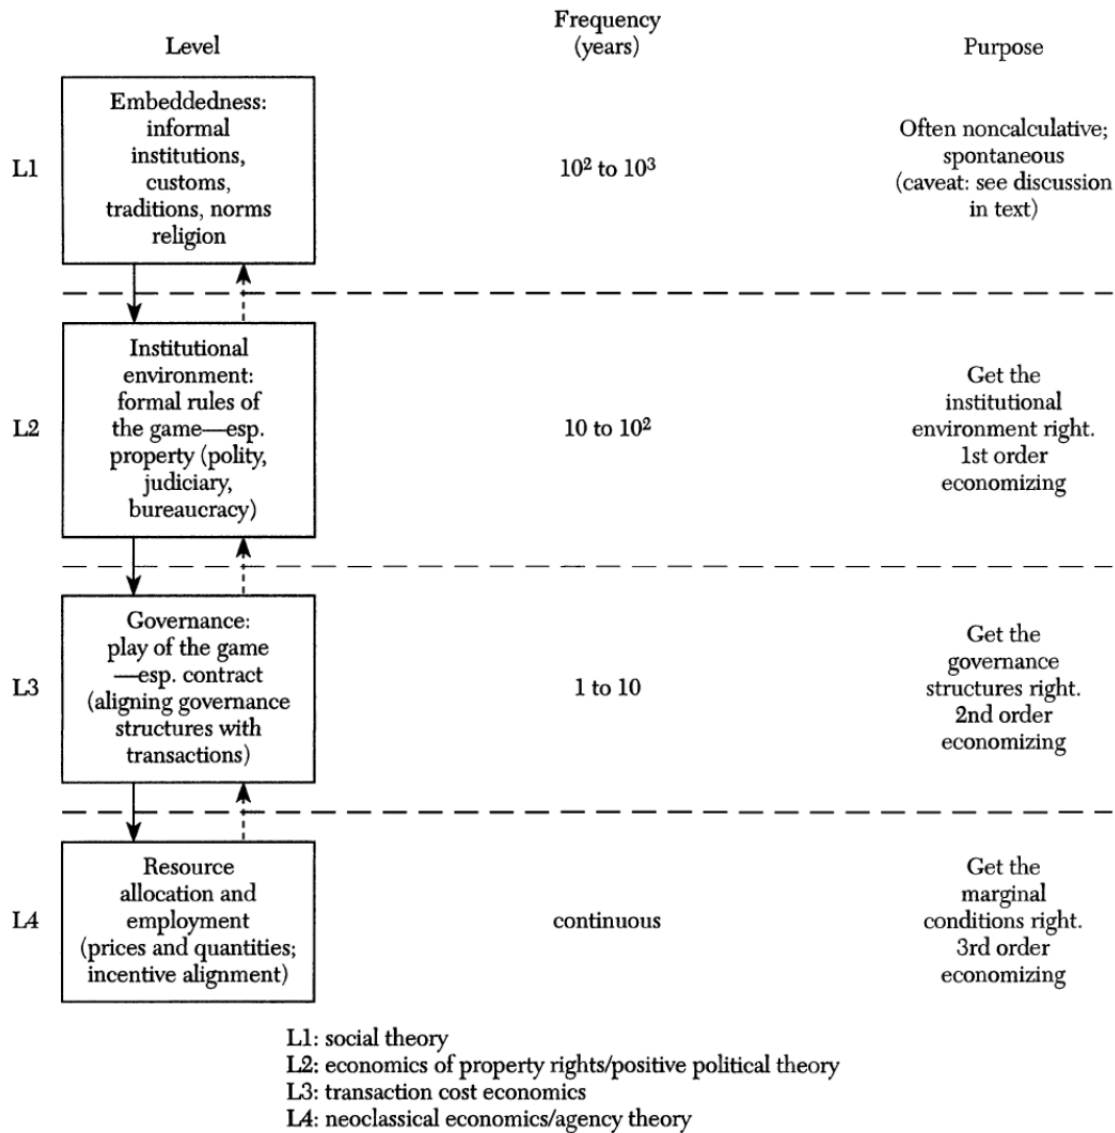 Level
Frequency
(years)
Purpose
L1
Embeddedness:
informal
institutions,
customs,
traditions, norms
religion
10² to 10³
Often noncalculative;
spontaneous
(caveat: see discussion
in text)
L2
Institutional
environment:
formal rules of
the game—esp.
property (polity,
judiciary,
bureaucracy)
10 to 10²
Get the
institutional
environment right.
1st order
economizing
L3
Governance:
play of the game
—esp. contract
(aligning governance
structures with
transactions)
1 to 10
Get the
governance
structures right.
2nd order
economizing
L4
Resource
allocation and
employment
(prices and quantities;
incentive alignment)
continuous
Get the
marginal
conditions right.
3rd order
economizing
L1: social theory
L2: economics of property rights/positive political theory
L3: transaction cost economics
L4: neoclassical economics/agency theory